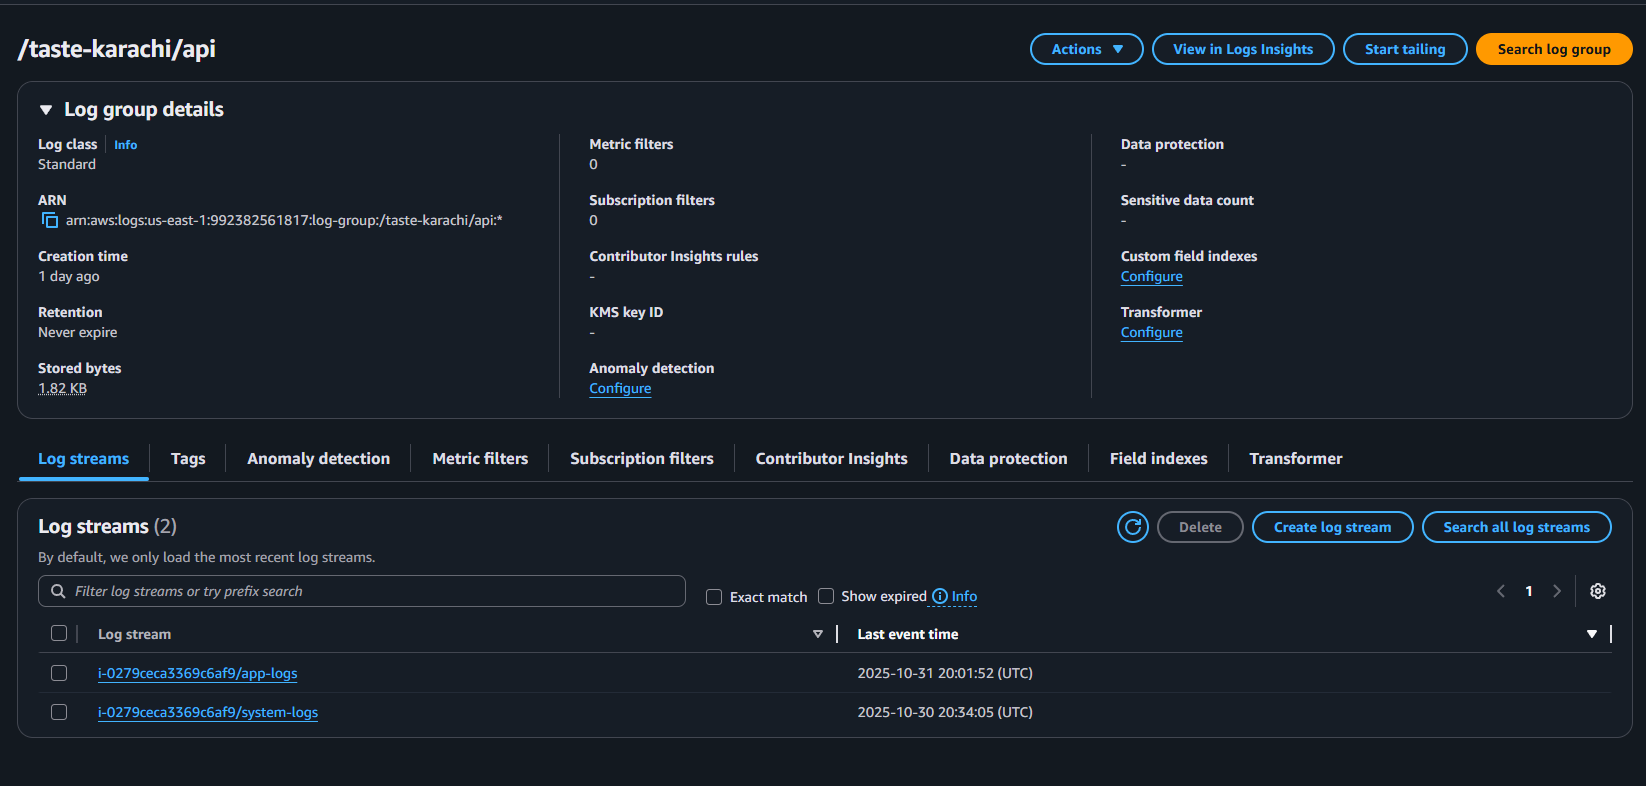 /taste-karachi/api
Actions
View in Logs Insights
Start tailing
Search log group
Log group details
Log class
Info
Standard
ARN
arn:aws:logs:us-east-1:992382561817:log-group:/taste-karachi/api:*
Creation time
1 day ago
Retention
Never expire
Stored bytes
1.82 KB
Metric filters
0
Subscription filters
0
Contributor Insights rules
-
KMS key ID
-
Anomaly detection
Configure
Data protection
-
Sensitive data count
-
Custom field indexes
Configure
Transformer
Configure
Log streams
Tags
Anomaly detection
Metric filters
Subscription filters
Contributor Insights
Data protection
Field indexes
Transformer
Log streams (2)
Delete
Create log stream
Search all log streams
By default, we only load the most recent log streams.
Filter log streams or try prefix search
Exact match
Show expired
Info
1
Log stream
Last event time
i-0279ceca3369c6af9/app-logs
2025-10-31 20:01:52 (UTC)
i-0279ceca3369c6af9/system-logs
2025-10-30 20:34:05 (UTC)